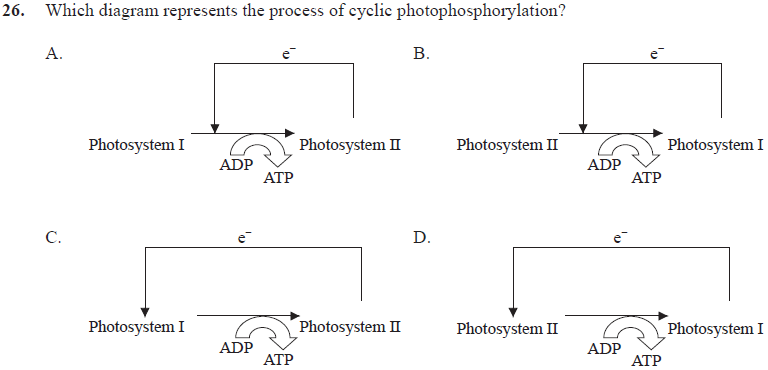 26. Which diagram represents the process of cyclic photophosphorylation?
A.
e⁻
Photosystem I
Photosystem II
ADP
ATP
B.
e⁻
Photosystem II
Photosystem I
ADP
ATP
C.
e⁻
Photosystem I
Photosystem II
ADP
ATP
D.
e⁻
Photosystem II
Photosystem I
ADP
ATP